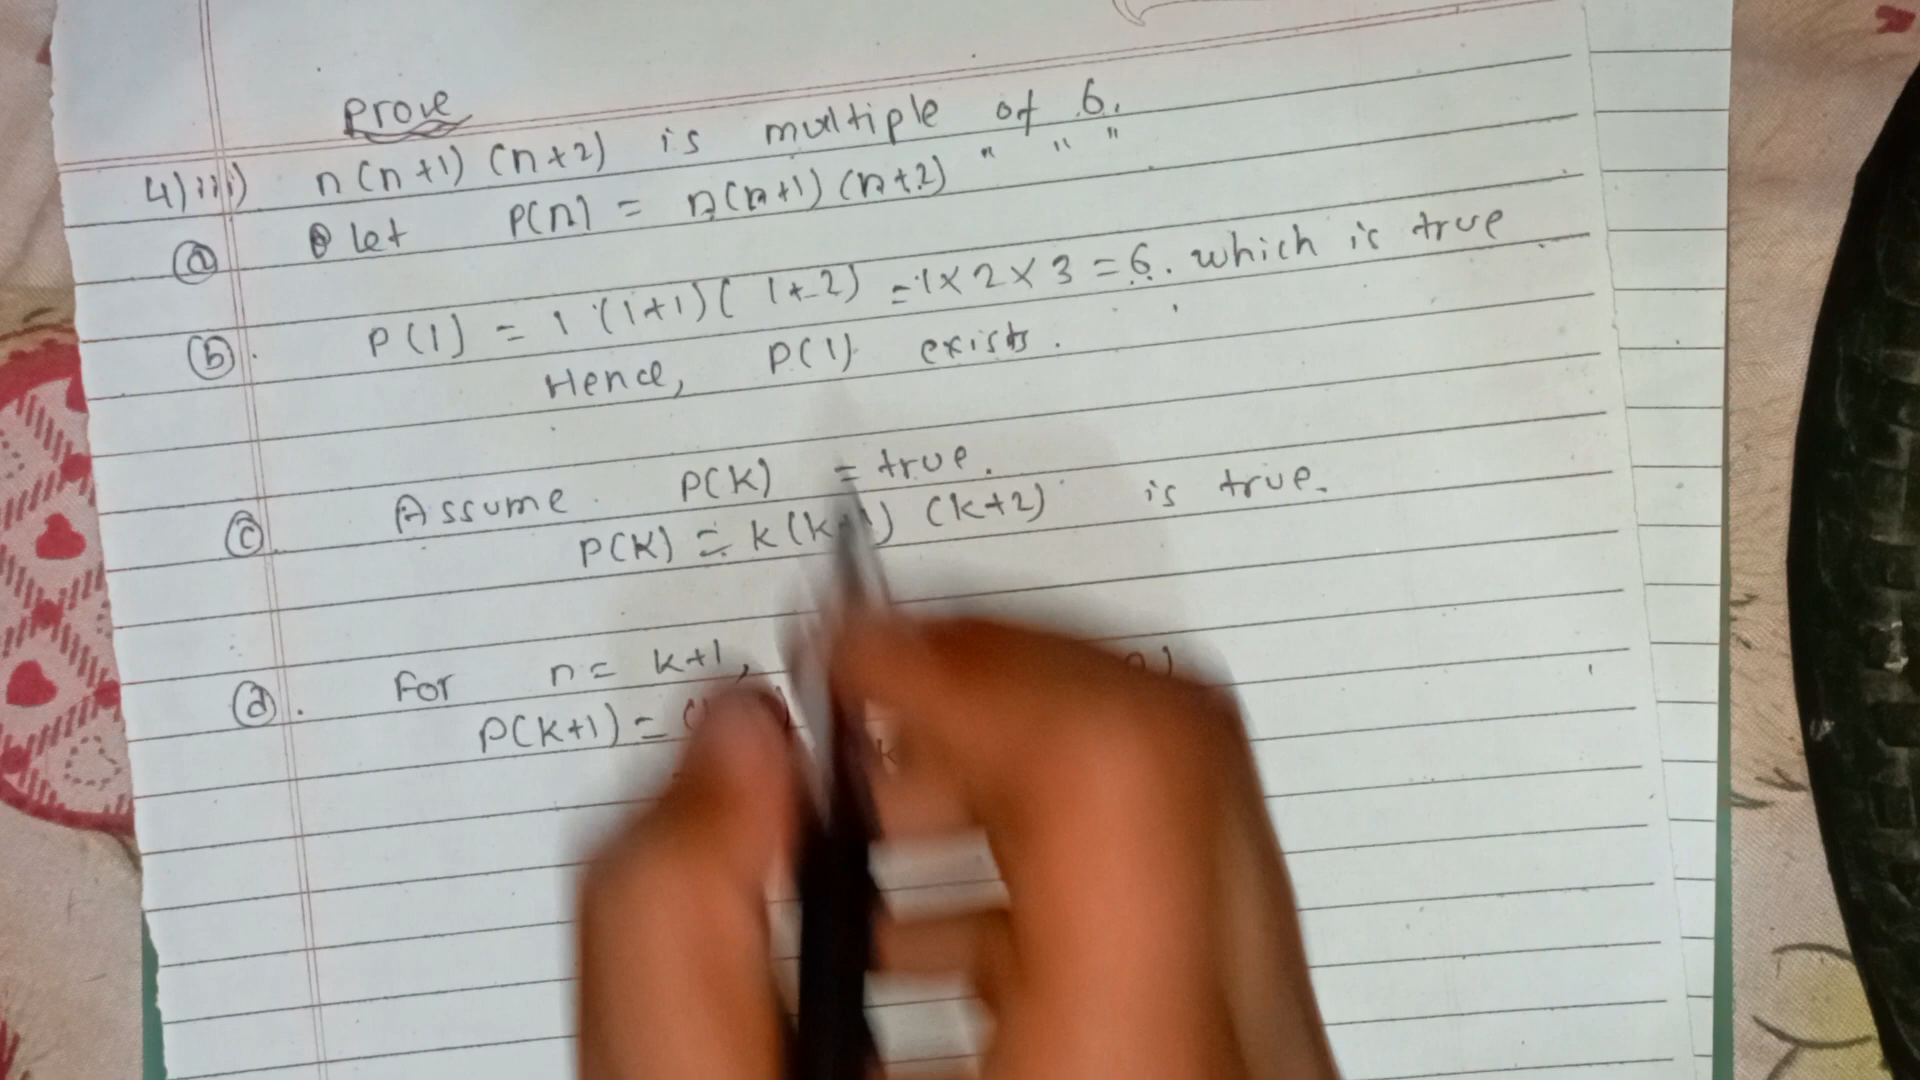 Prove
4)iii) n(n+1) (n+2) is multiple of 6.
(a) let P(n) = n(n+1) (n+2) " " "
(b). P(1) = 1 (1+1)( 1+2) = 1×2×3 = 6. which is true
Hence, P(1) exists.
(c). Assume P(K) = true.
P(K) = k(k+1) (k+2) is true.
(d). For n= k+1,
P(k+1) =